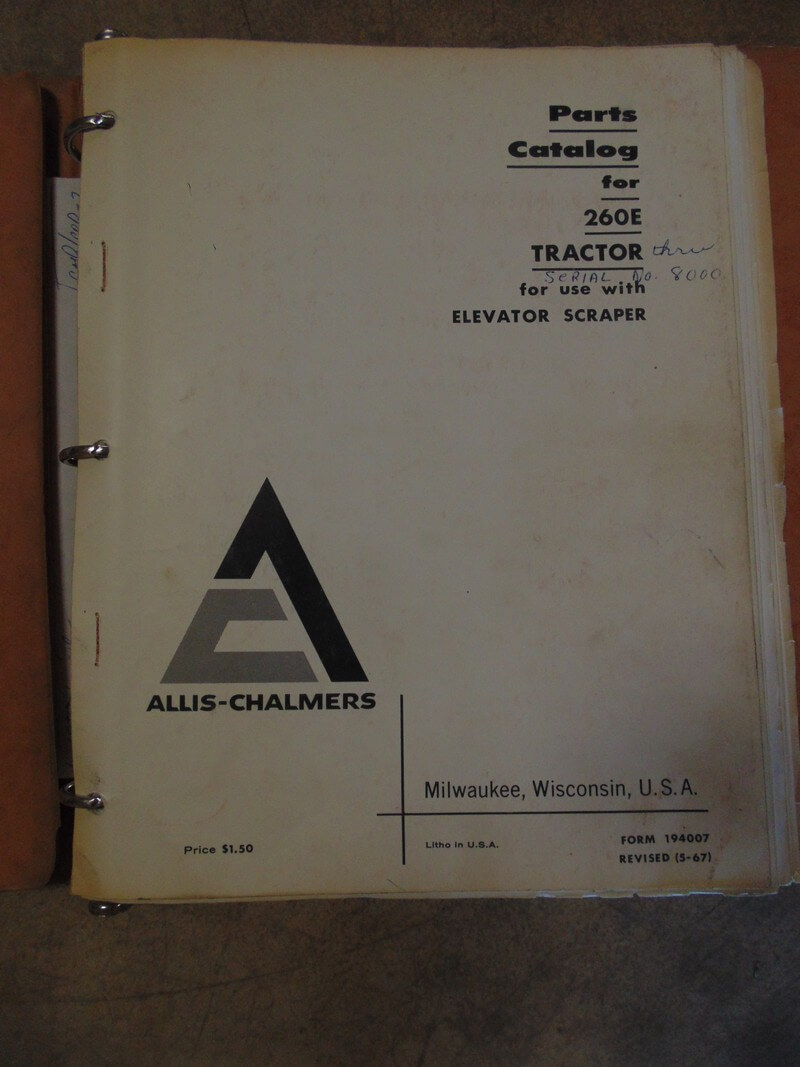 Parts
Catalog
for
260E
TRACTOR thru
SERIAL No. 8000
for use with
ELEVATOR SCRAPER
ALLIS-CHALMERS
Milwaukee, Wisconsin, U.S.A.
Price $1.50
Litho in U.S.A.
FORM 194007
REVISED (5-67)